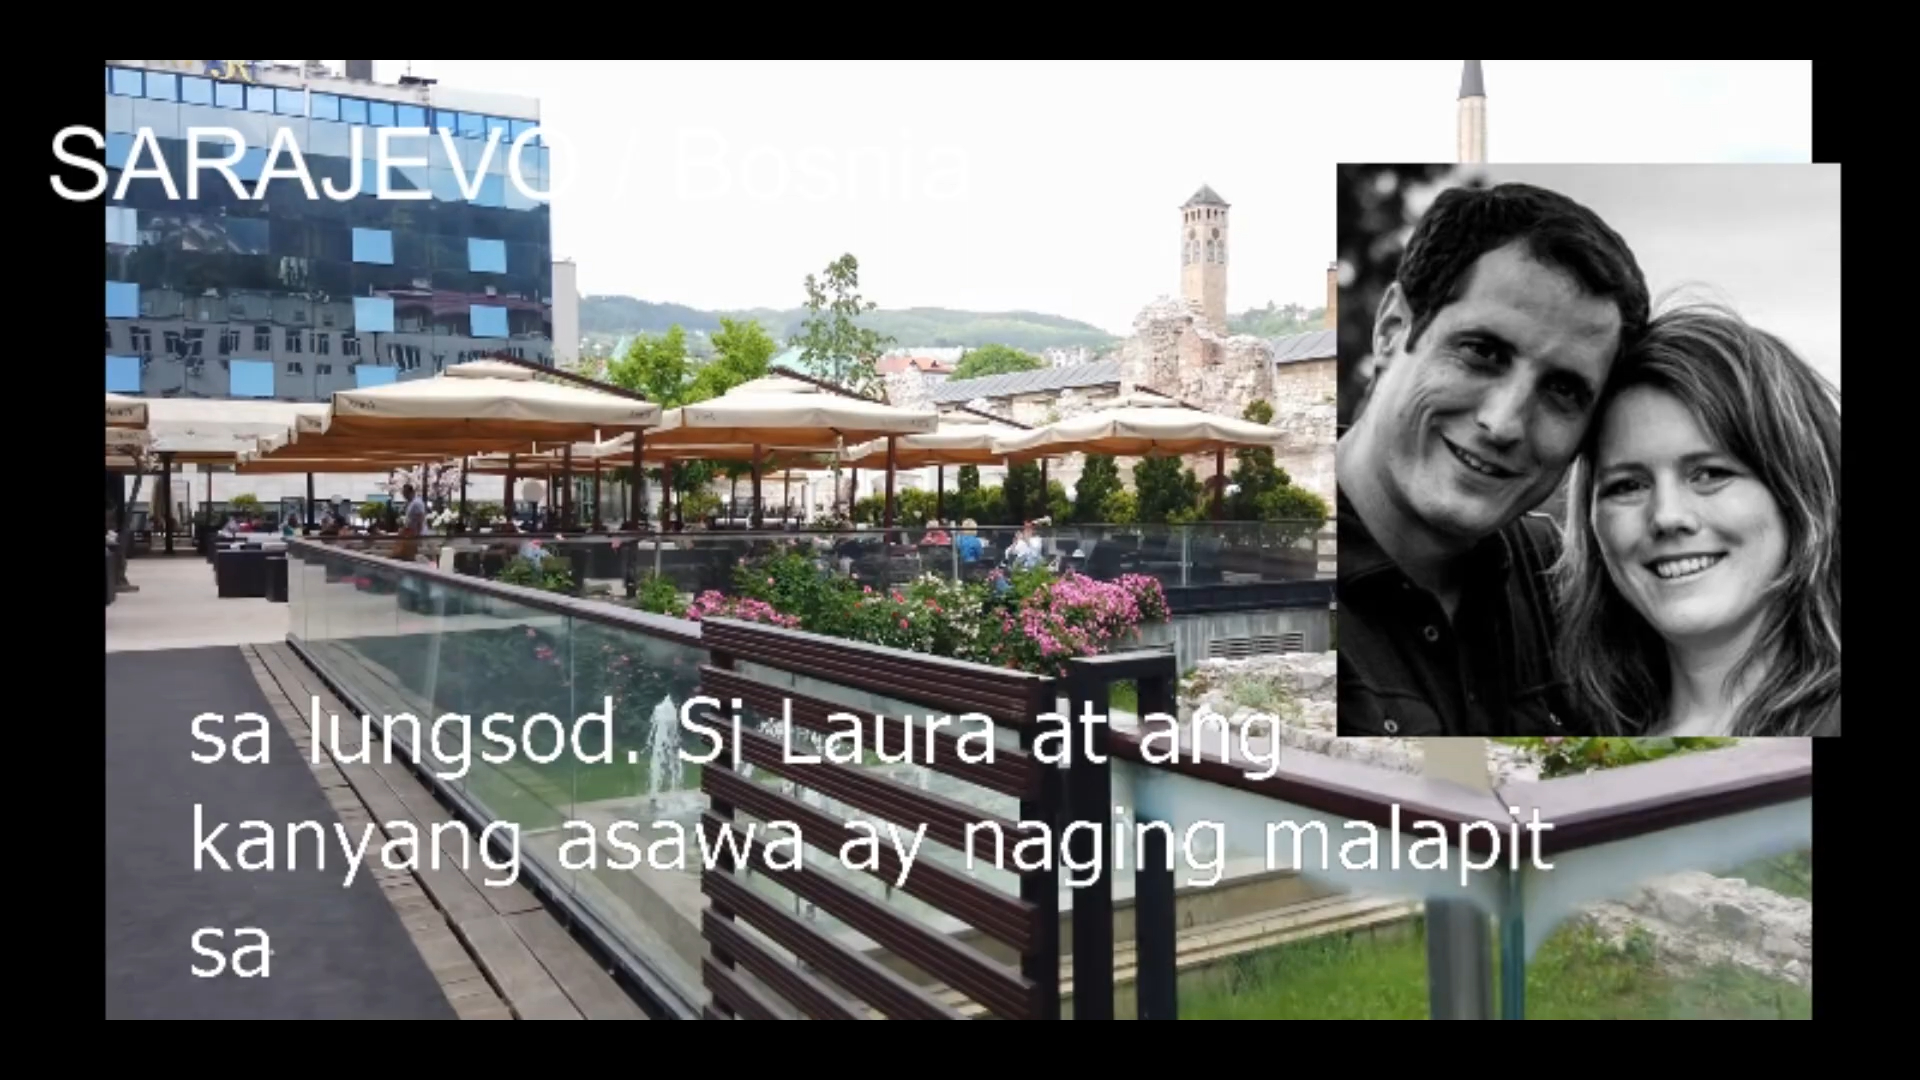 SARAJEVO / Bosnia
sa lungsod. Si Laura at ang
kanyang asawa ay naging malapit
sa